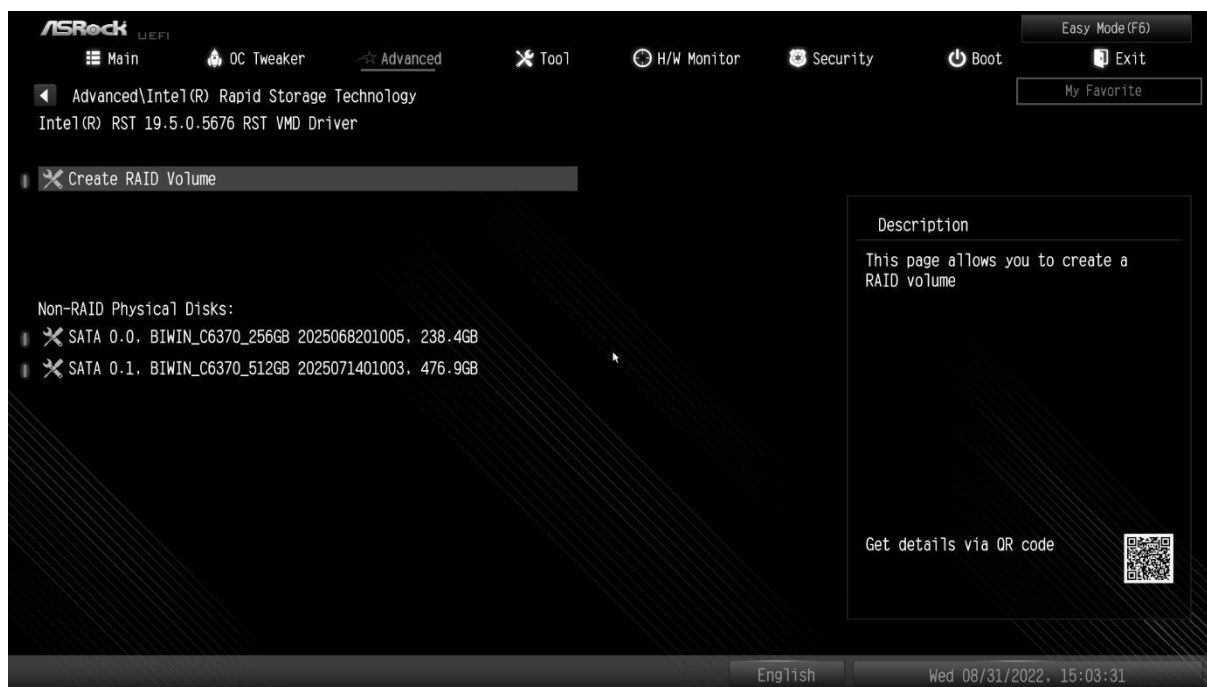 ASRock UEFI
Easy Mode(F6)
Main OC Tweaker Advanced Tool H/W Monitor Security Boot Exit
Advanced\Intel(R) Rapid Storage Technology
My Favorite
Intel(R) RST 19.5.0.5676 RST VMD Driver
Create RAID Volume
Description
This page allows you to create a
RAID volume
Non-RAID Physical Disks:
SATA 0.0, BIWIN_C6370_256GB 2025068201005, 238.4GB
SATA 0.1, BIWIN_C6370_512GB 2025071401003, 476.9GB
Get details via QR code
English
Wed 08/31/2022, 15:03:31